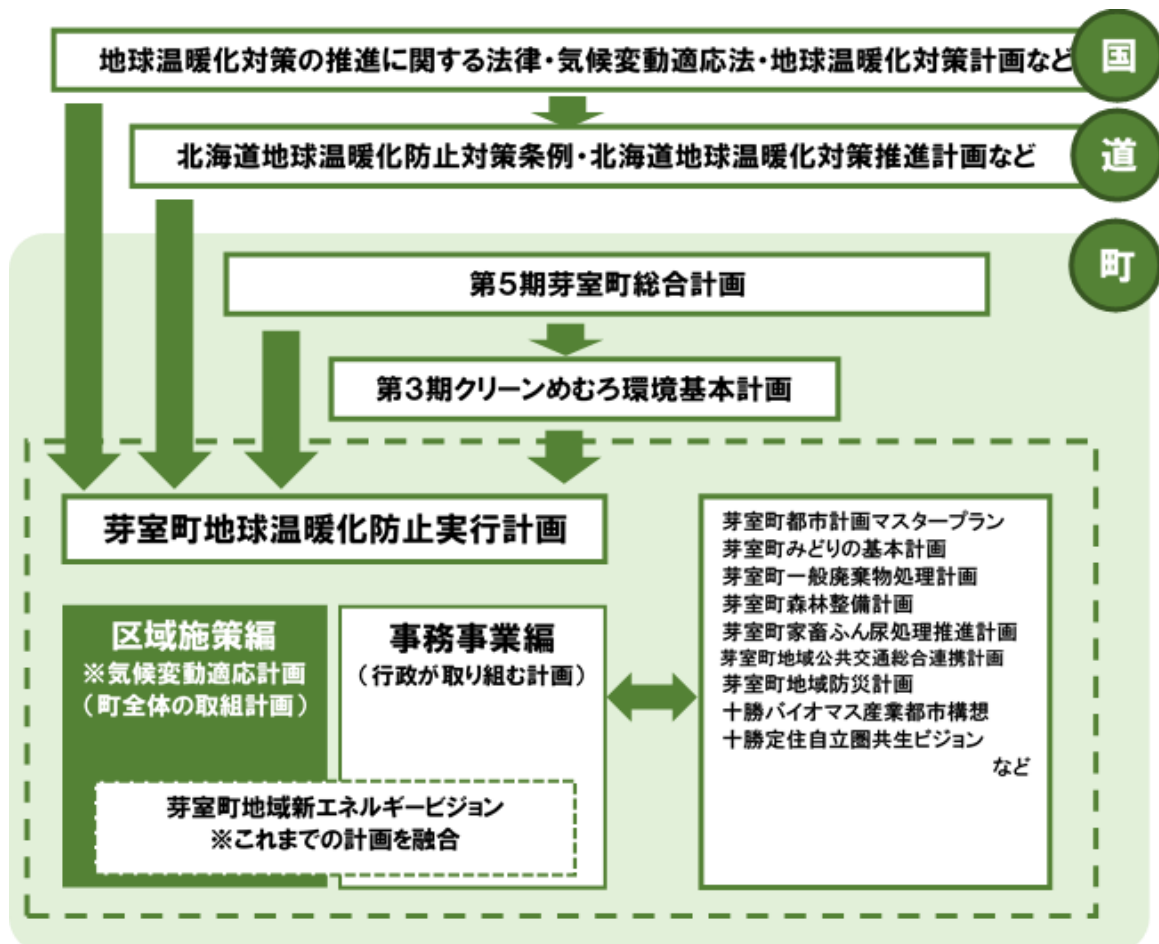 地球温暖化対策の推進に関する法律・気候変動適応法・地球温暖化対策計画など
国
北海道地球温暖化防止対策条例・北海道地球温暖化対策推進計画など
道
町
第5期芽室町総合計画
第3期クリーンめむろ環境基本計画
芽室町地球温暖化防止実行計画
区域施策編
※気候変動適応計画
（町全体の取組計画）
事務事業編
（行政が取り組む計画）
芽室町地域新エネルギービジョン
※これまでの計画を融合
芽室町都市計画マスタープラン
芽室町みどりの基本計画
芽室町一般廃棄物処理計画
芽室町森林整備計画
芽室町家畜ふん尿処理推進計画
芽室町地域公共交通総合連携計画
芽室町地域防災計画
十勝バイオマス産業都市構想
十勝定住自立圏共生ビジョン
など